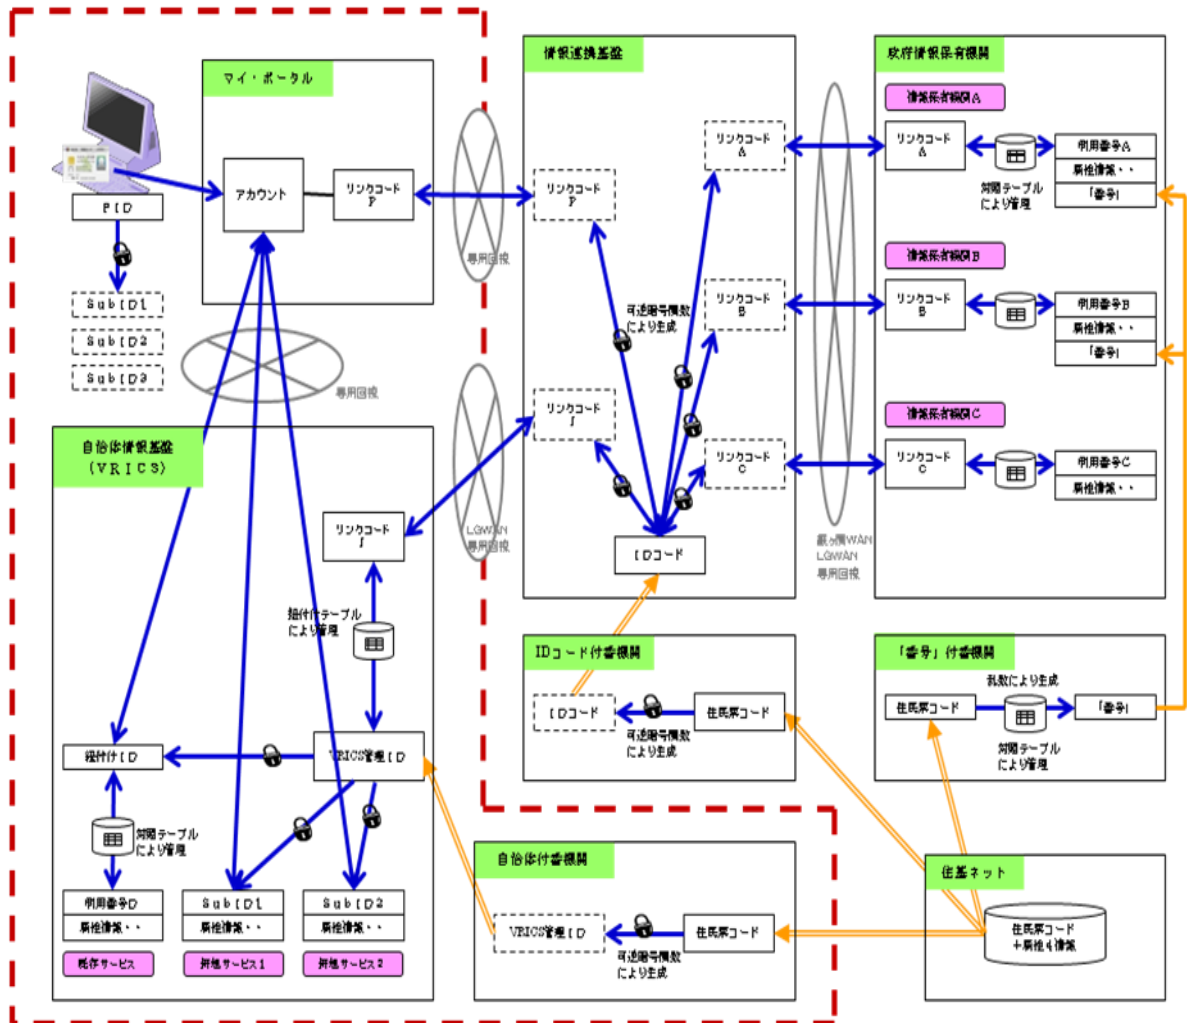 マイ・ポータル
アカウント
リンクコード
P
PID
SubID1
SubID2
SubID3
専用回線
専用回線
情報連携基盤
リンクコード
P
リンクコード
A
リンクコード
B
リンクコード
C
リンクコード
J
可逆暗号関数
により生成
IDコード
政府情報保有機関
情報保有機関A
リンクコード
A
対照テーブル
により管理
利用番号A
属性情報・・
「番号」
情報保有機関B
リンクコード
B
利用番号B
属性情報・・
「番号」
情報保有機関C
リンクコード
C
利用番号C
属性情報・・
霞ヶ関WAN
LGWAN
専用回線
LGWAN
専用回線
自治体情報基盤
(VRICS)
リンクコード
J
紐付けテーブル
により管理
紐付けID
VRICS管理ID
対照テーブル
により管理
利用番号D
属性情報・・
既存サービス
SubID1
属性情報・・
SubID2
属性情報・・
IDコード付番機関
IDコード
住民票コード
可逆暗号関数
により生成
「番号」付番機関
乱数により生成
住民票コード
「番号」
対照テーブル
により管理
自治体付番機関
VRICS管理ID
住民票コード
可逆暗号関数
により生成
住基ネット
住民票コード
+属性4情報